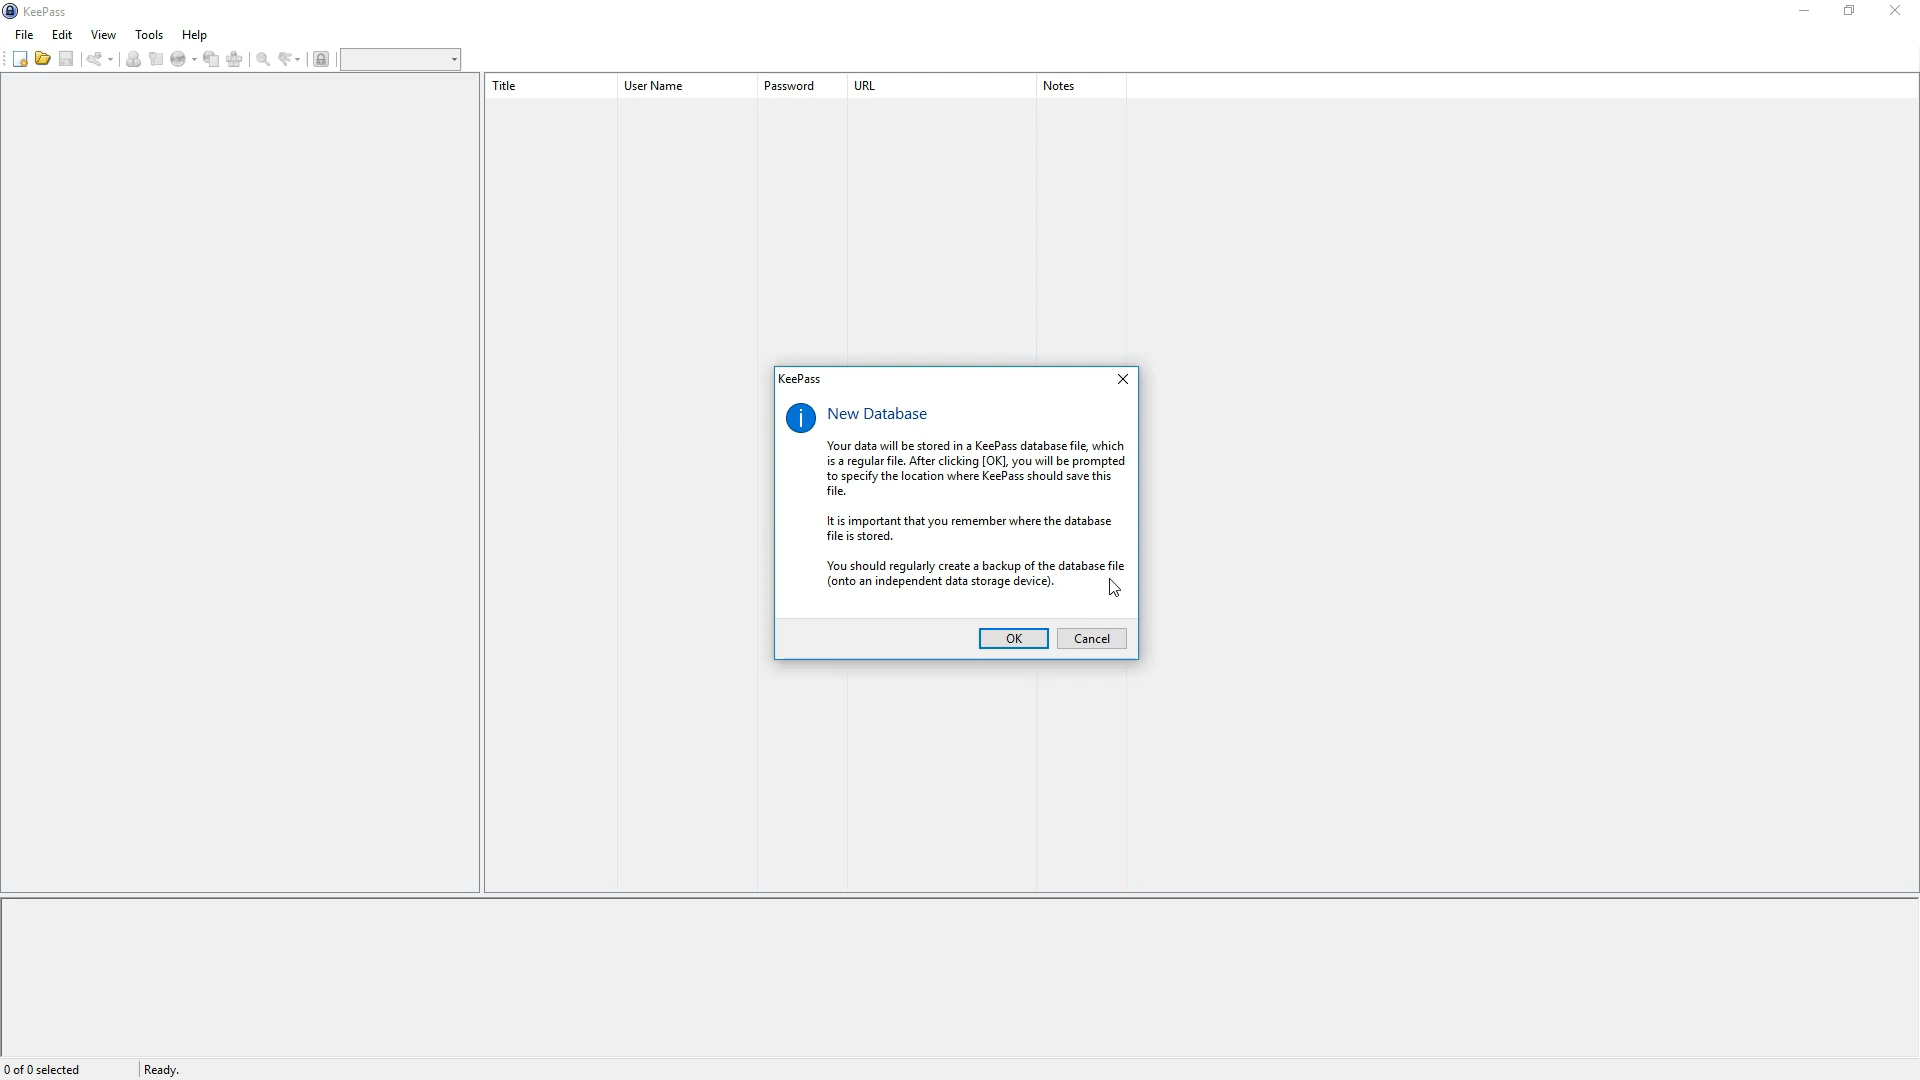 KeePass
File Edit View Tools Help
Title User Name Password URL Notes
KeePass
New Database
Your data will be stored in a KeePass database file, which
is a regular file. After clicking [OK], you will be prompted
to specify the location where KeePass should save this
file.
It is important that you remember where the database
file is stored.
You should regularly create a backup of the database file
(onto an independent data storage device).
OK Cancel
0 of 0 selected Ready.